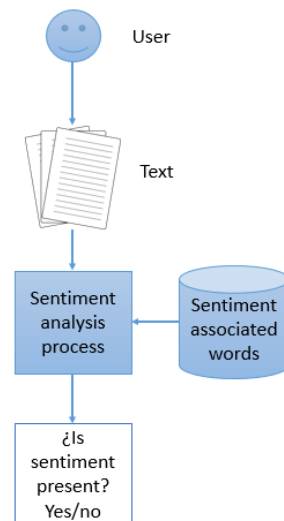 User
Text
Sentiment
analysis
process
Sentiment
associated
words
¿Is
sentiment
present?
Yes/no